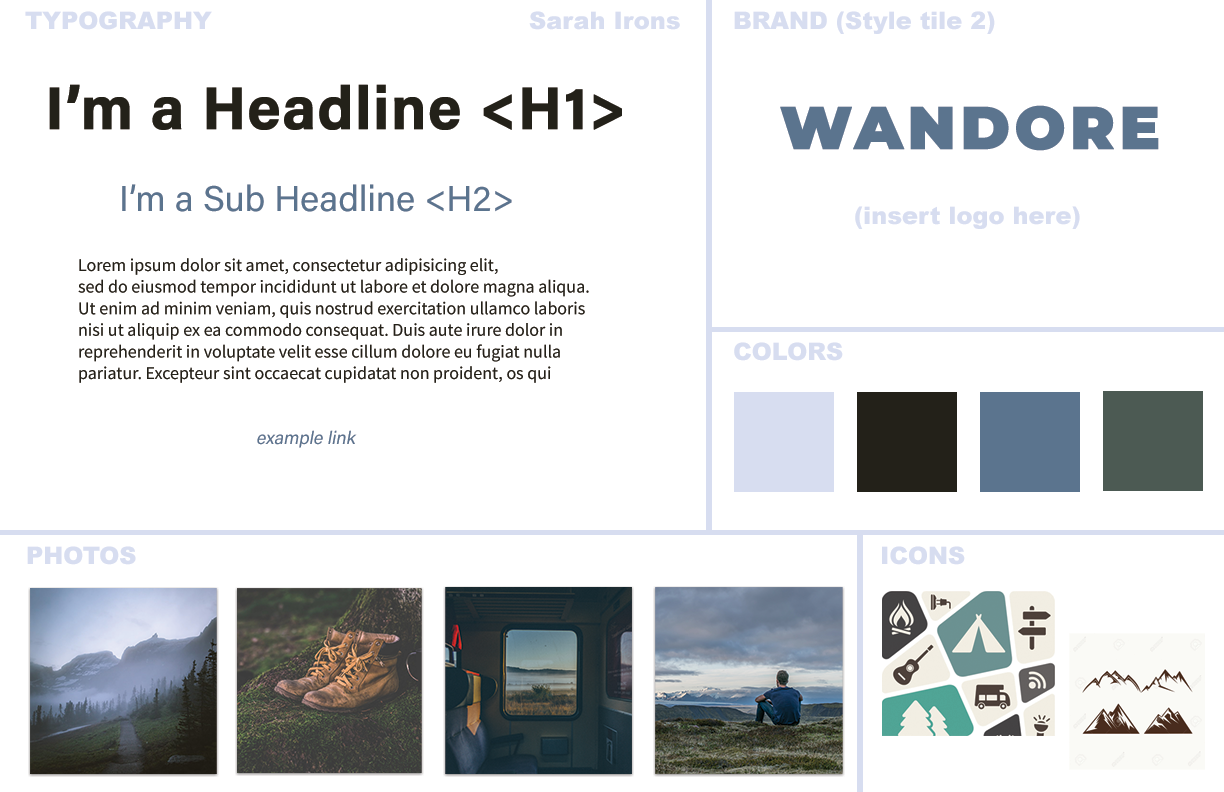 TYPOGRAPHY
Sarah Irons
I'm a Headline <H1>
I'm a Sub Headline <H2>
Lorem ipsum dolor sit amet, consectetur adipisicing elit,
sed do eiusmod tempor incididunt ut labore et dolore magna aliqua.
Ut enim ad minim veniam, quis nostrud exercitation ullamco laboris
nisi ut aliquip ex ea commodo consequat. Duis aute irure dolor in
reprehenderit in voluptate velit esse cillum dolore eu fugiat nulla
pariatur. Excepteur sint occaecat cupidatat non proident, os qui
example link
BRAND (Style tile 2)
WANDORE
(insert logo here)
COLORS
PHOTOS
ICONS